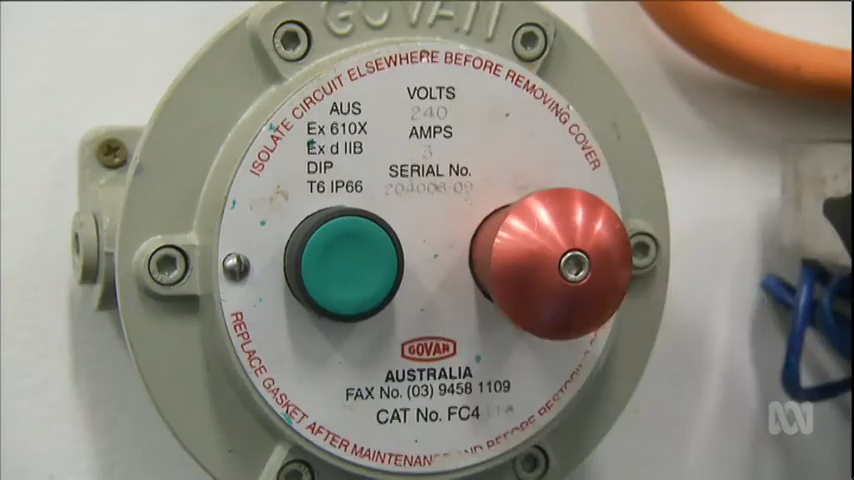 GOVAN
ISOLATE CIRCUIT ELSEWHERE BEFORE REMOVING COVER
AUS
Ex 610X
Ex d IIB
DIP
T6 IP66
VOLTS
240
AMPS
3
SERIAL No.
204006-09
GOVAN
AUSTRALIA
FAX No. (03) 9458 1109
CAT No. FC4
REPLACE GASKET AFTER MAINTENANCE AND BEFORE RESTORING